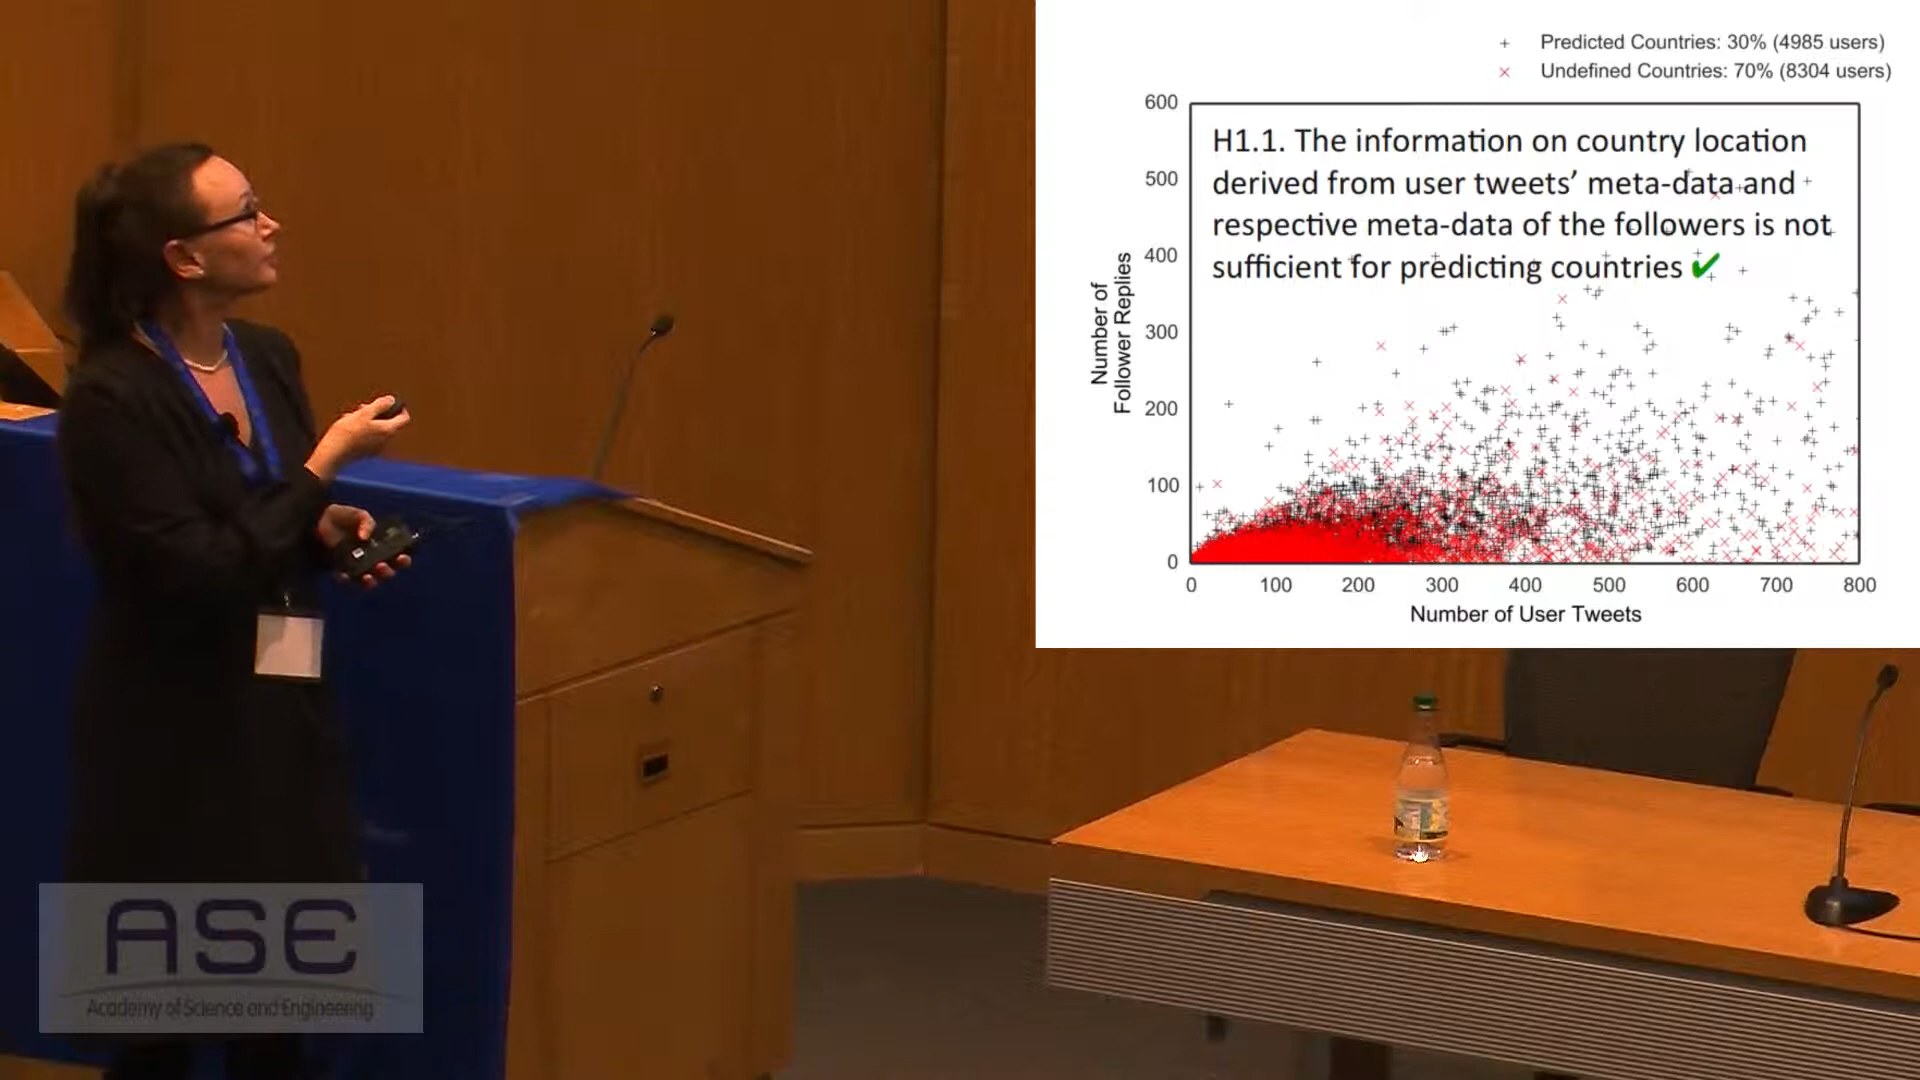 + Predicted Countries: 30% (4985 users)
× Undefined Countries: 70% (8304 users)
H1.1. The information on country location
derived from user tweets’ meta-data and
respective meta-data of the followers is not
sufficient for predicting countries ✔
Number of
Follower Replies
600
500
400
300
200
100
0
0 100 200 300 400 500 600 700 800
Number of User Tweets
ASE
Academy of Science and Engineering